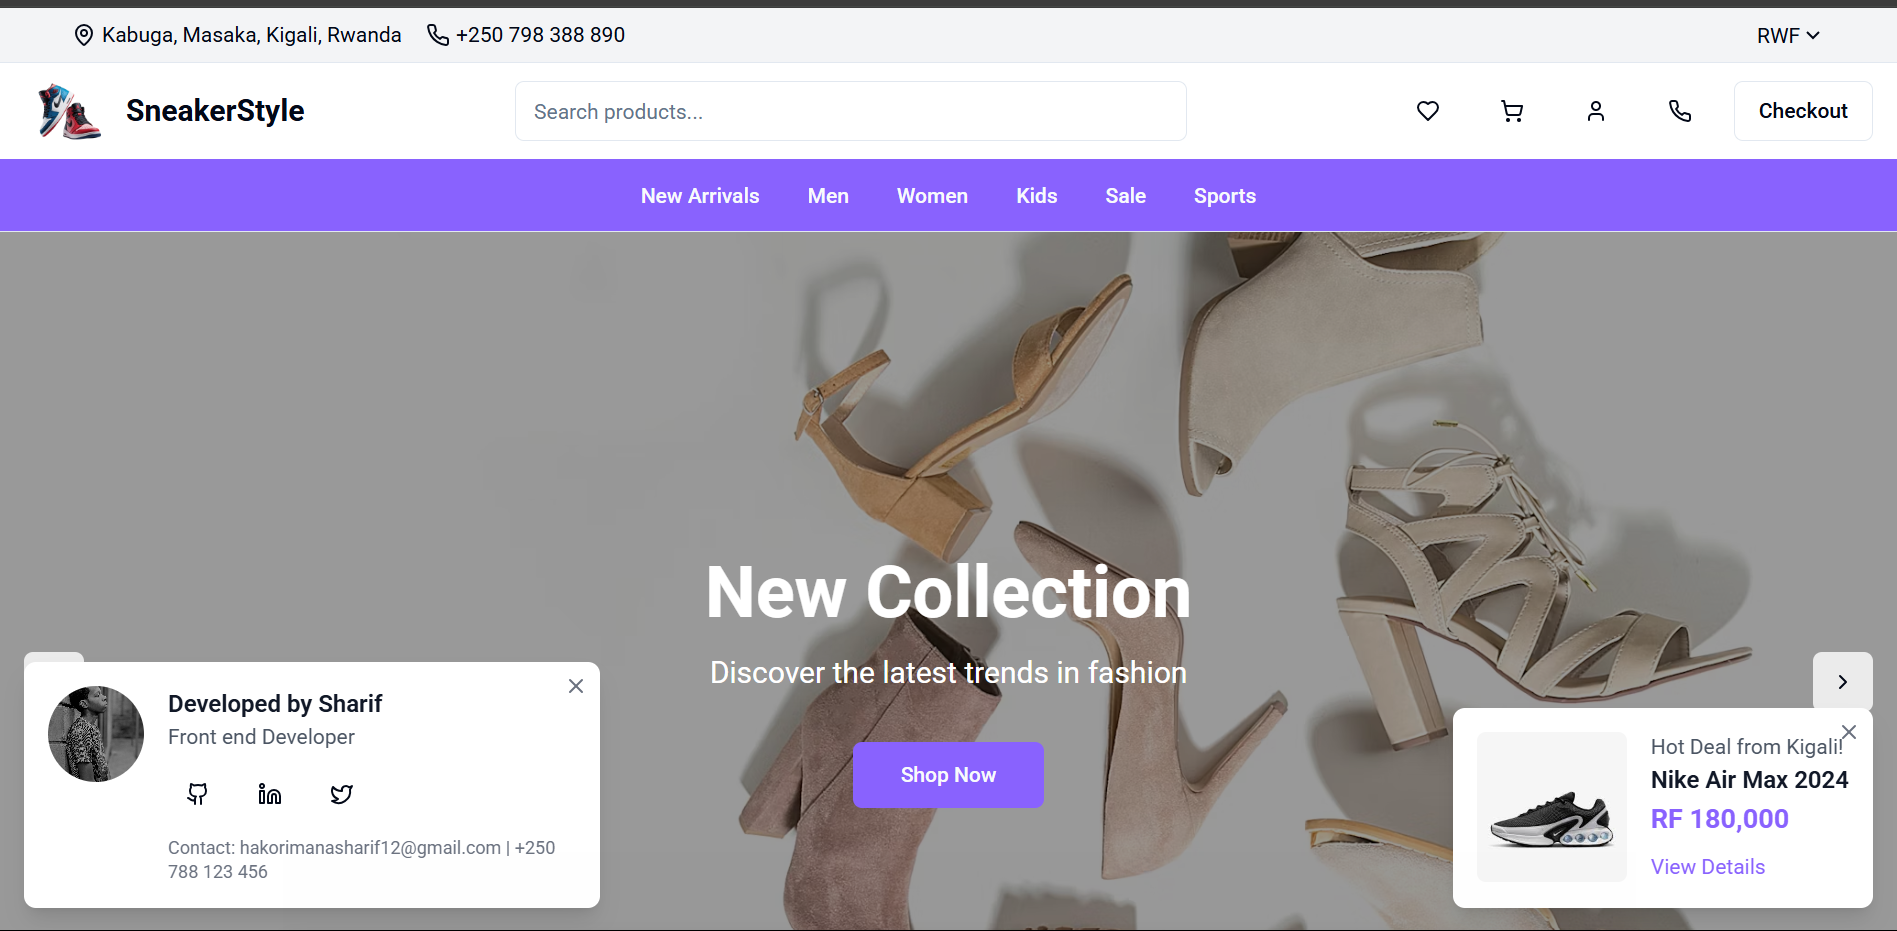 Kabuga, Masaka, Kigali, Rwanda +250 798 388 890 RWF
SneakerStyle Search products... Checkout
New Arrivals Men Women Kids Sale Sports
New Collection
Discover the latest trends in fashion
Shop Now
Developed by Sharif
Front end Developer
Contact: hakorimanasharif12@gmail.com | +250
788 123 456
Hot Deal from Kigali!
Nike Air Max 2024
RF 180,000
View Details